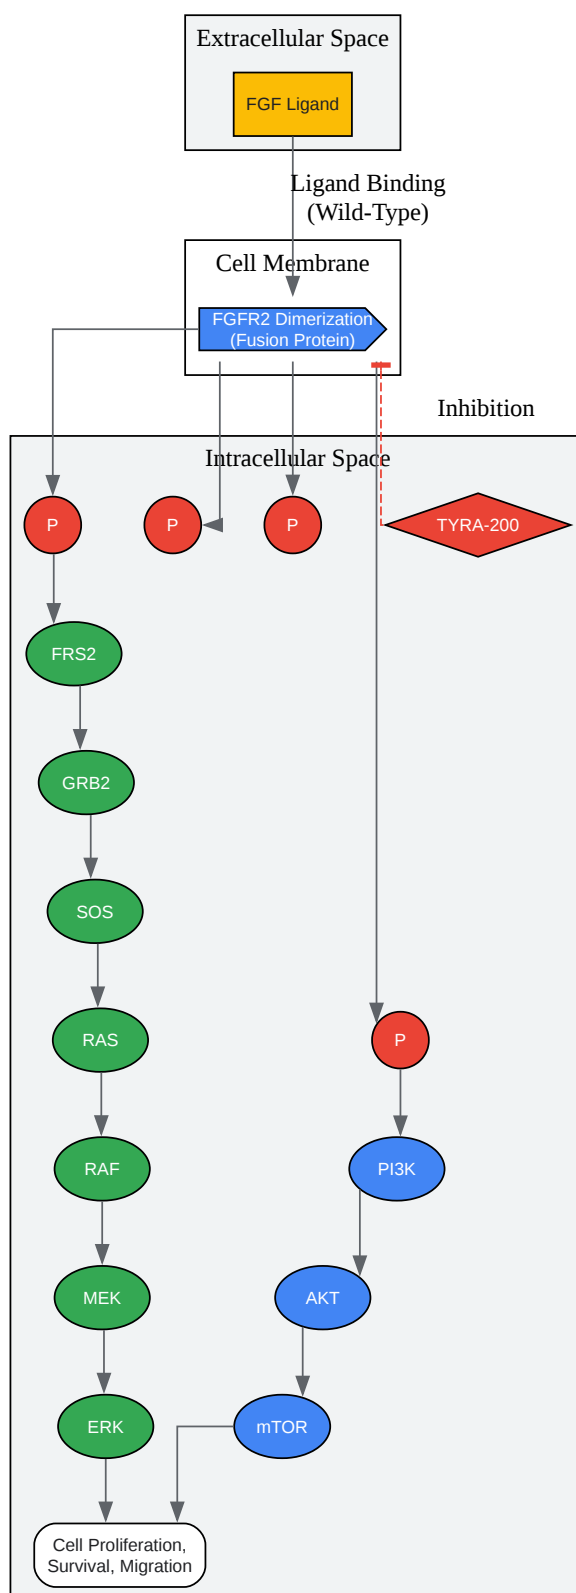 Extracellular Space
FGF Ligand
Ligand Binding
(Wild-Type)
Cell Membrane
FGFR2 Dimerization
(Fusion Protein)
Inhibition
Intracellular Space
P
P
P
TYRA-200
FRS2
GRB2
SOS
RAS
P
RAF
PI3K
MEK
AKT
ERK
mTOR
Cell Proliferation,
Survival, Migration